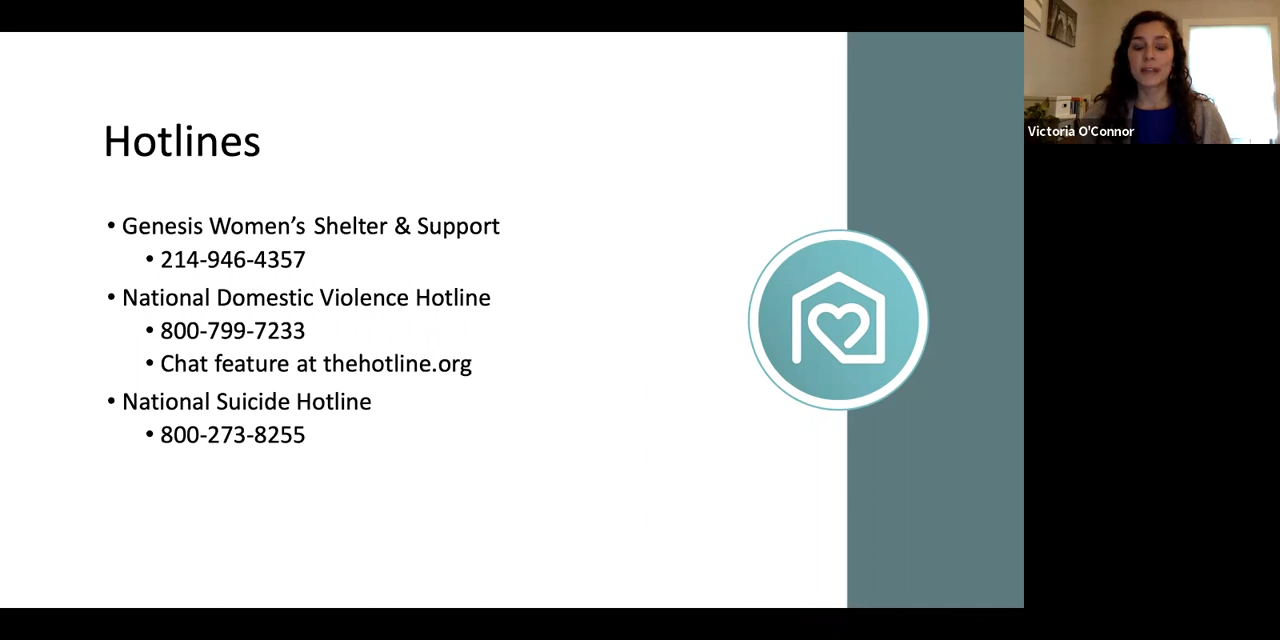 Hotlines
• Genesis Women’s Shelter & Support
• 214-946-4357
• National Domestic Violence Hotline
• 800-799-7233
• Chat feature at thehotline.org
• National Suicide Hotline
• 800-273-8255
Victoria O'Connor